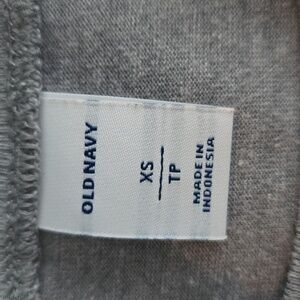 OLD NAVY
XS
TP
MADE IN
INDONESIA